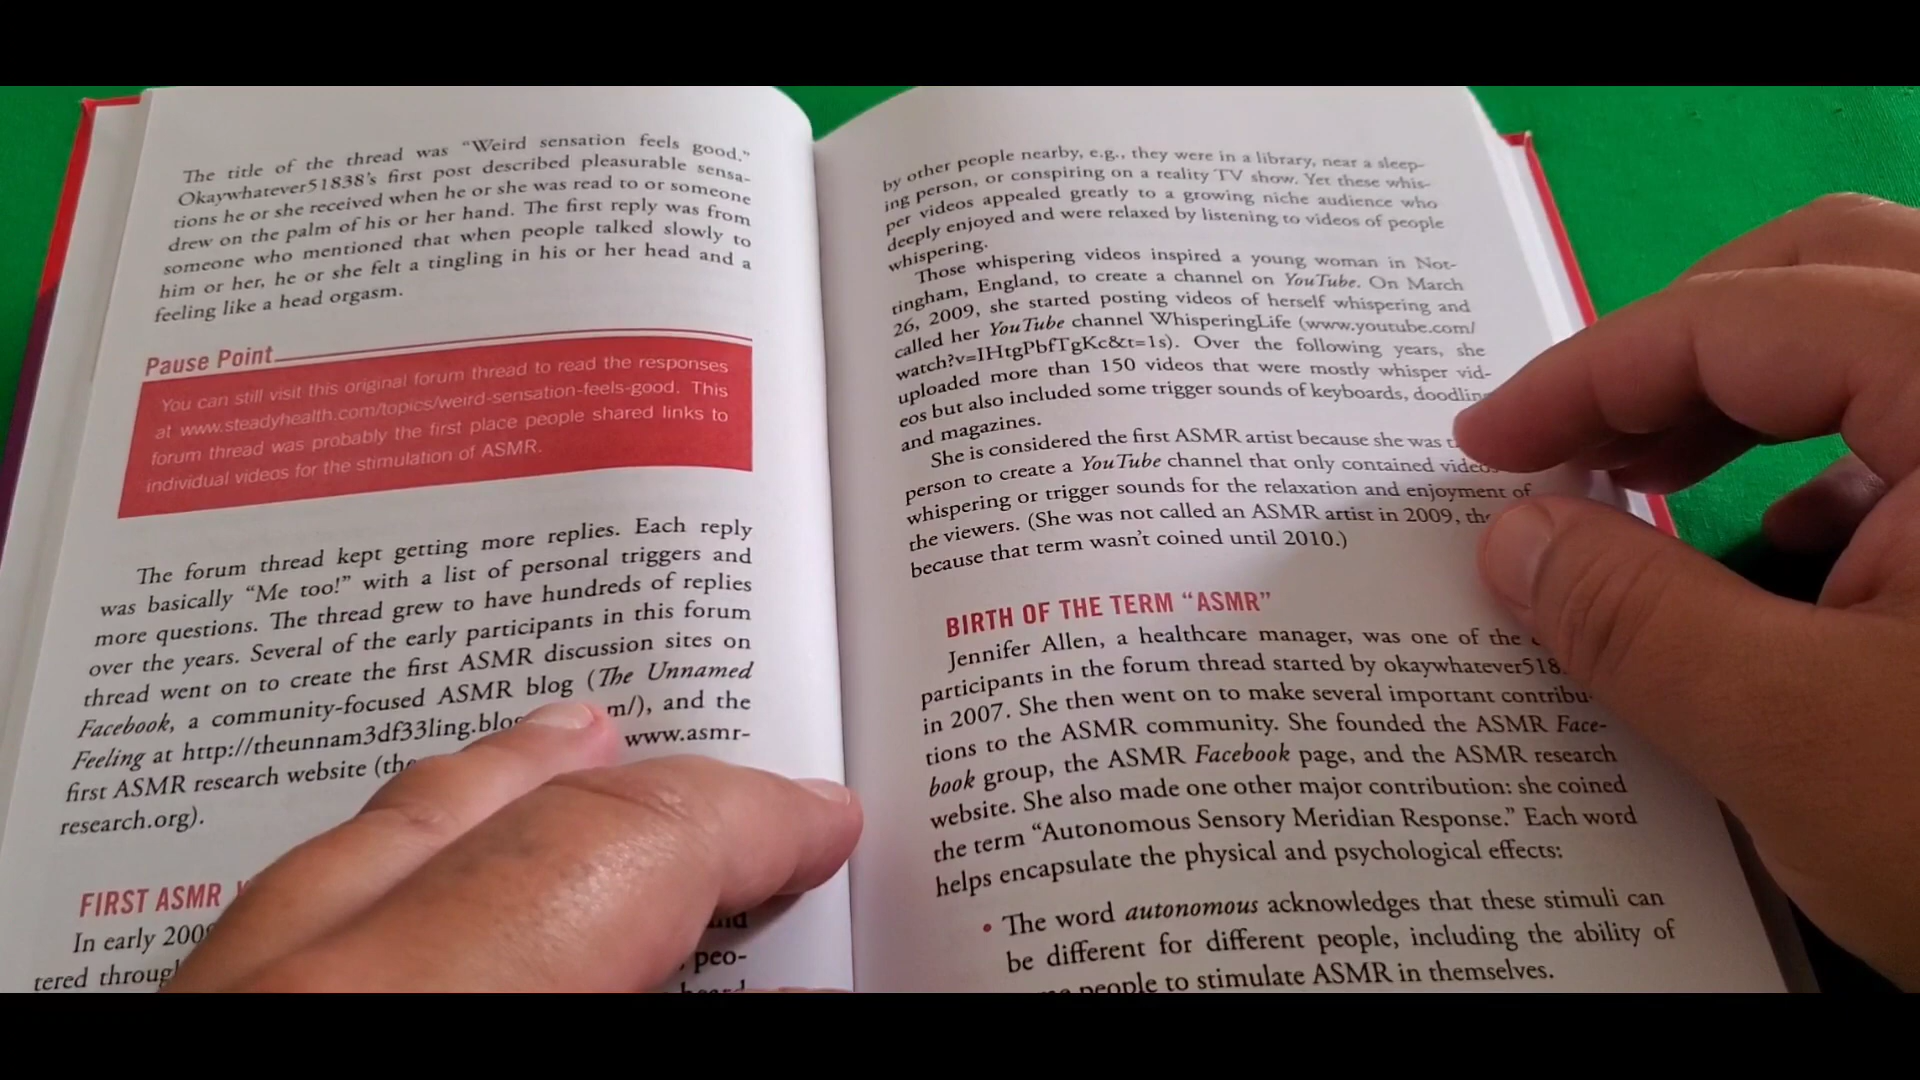 The title of the thread was “Weird sensation feels good.”
Okaywhatever51838’s first post described pleasurable sensa-
tions he or she received when he or she was read to or someone
drew on the palm of his or her hand. The first reply was from
someone who mentioned that when people talked slowly to
him or her, he or she felt a tingling in his or her head and a
feeling like a head orgasm.
Pause Point
You can still visit this original forum thread to read the responses
at www.steadyhealth.com/topics/weird-sensation-feels-good. This
forum thread was probably the first place people shared links to
individual videos for the stimulation of ASMR.
The forum thread kept getting more replies. Each reply
was basically “Me too!” with a list of personal triggers and
more questions. The thread grew to have hundreds of replies
over the years. Several of the early participants in this forum
thread went on to create the first ASMR discussion sites on
Facebook, a community-focused ASMR blog (The Unnamed
Feeling at http://theunnam3df33ling.blog m/), and the
first ASMR research website (the www.asmr-
research.org).
FIRST ASMR
In early 200
tered through
peo-
by other people nearby, e.g., they were in a library, near a sleep-
ing person, or conspiring on a reality TV show. Yet these whis-
per videos appealed greatly to a growing niche audience who
deeply enjoyed and were relaxed by listening to videos of people
whispering.
Those whispering videos inspired a young woman in Not-
tingham, England, to create a channel on YouTube. On March
26, 2009, she started posting videos of herself whispering and
called her YouTube channel WhisperingLife (www.youtube.com/
watch?v=IHtgPbfTgKc&t=1s). Over the following years, she
uploaded more than 150 videos that were mostly whisper vid-
eos but also included some trigger sounds of keyboards, doodlin
and magazines.
She is considered the first ASMR artist because she was
person to create a YouTube channel that only contained videos
whispering or trigger sounds for the relaxation and enjoyment of
the viewers. (She was not called an ASMR artist in 2009, th
because that term wasn’t coined until 2010.)
BIRTH OF THE TERM “ASMR”
Jennifer Allen, a healthcare manager, was one of the
participants in the forum thread started by okaywhatever518
in 2007. She then went on to make several important contribu-
tions to the ASMR community. She founded the ASMR Face-
book group, the ASMR Facebook page, and the ASMR research
website. She also made one other major contribution: she coined
the term “Autonomous Sensory Meridian Response.” Each word
helps encapsulate the physical and psychological effects:
• The word autonomous acknowledges that these stimuli can
be different for different people, including the ability of
people to stimulate ASMR in themselves.